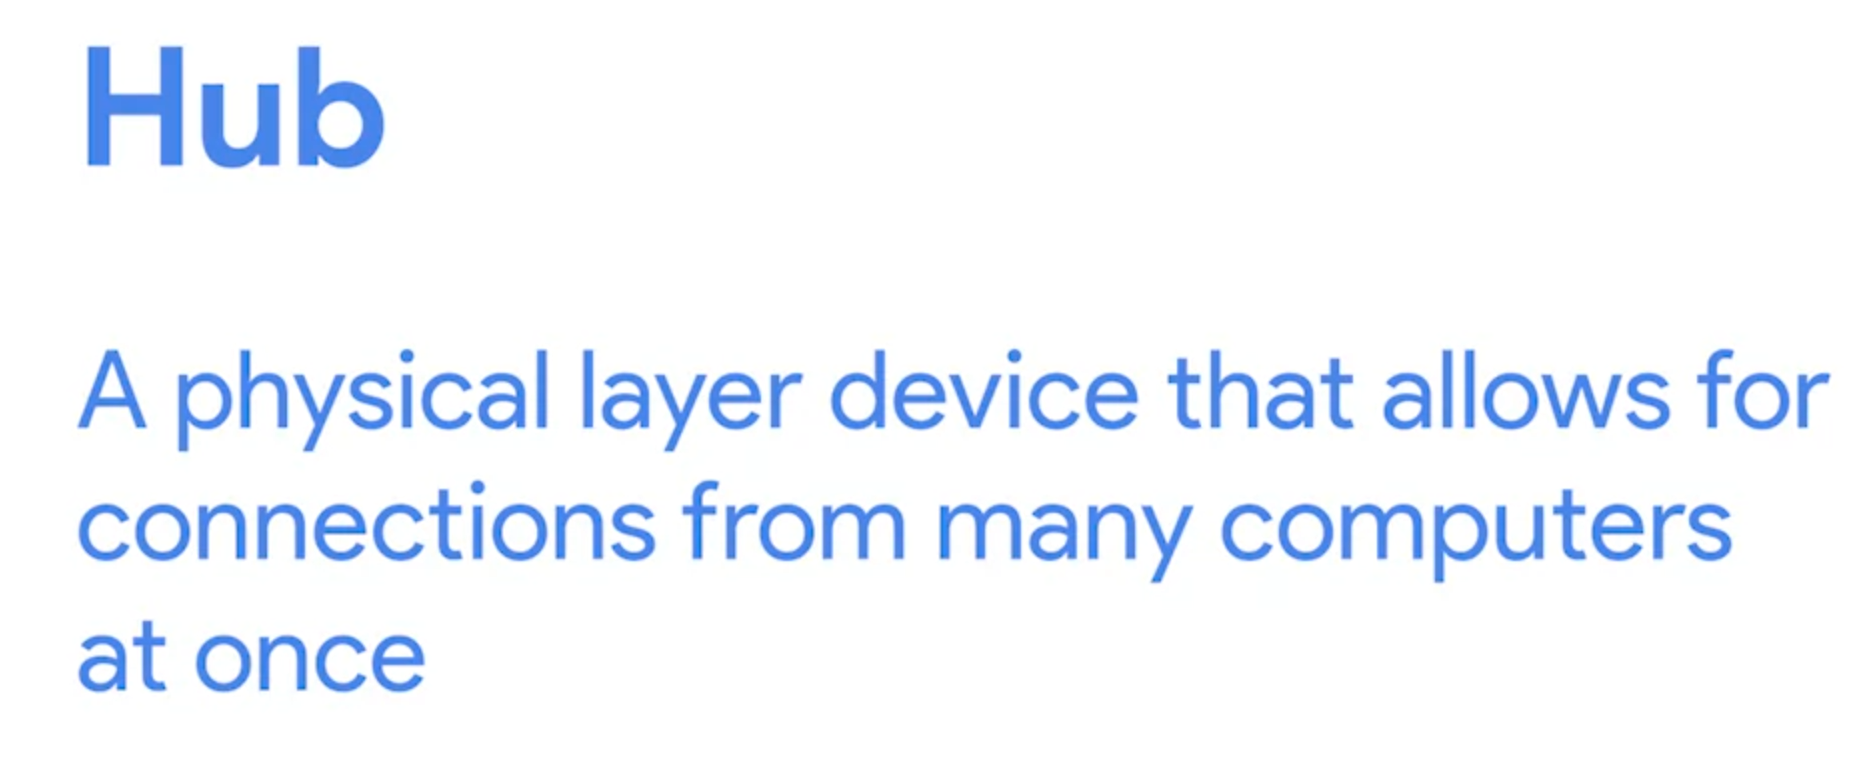 Hub
A physical layer device that allows for
connections from many computers
at once